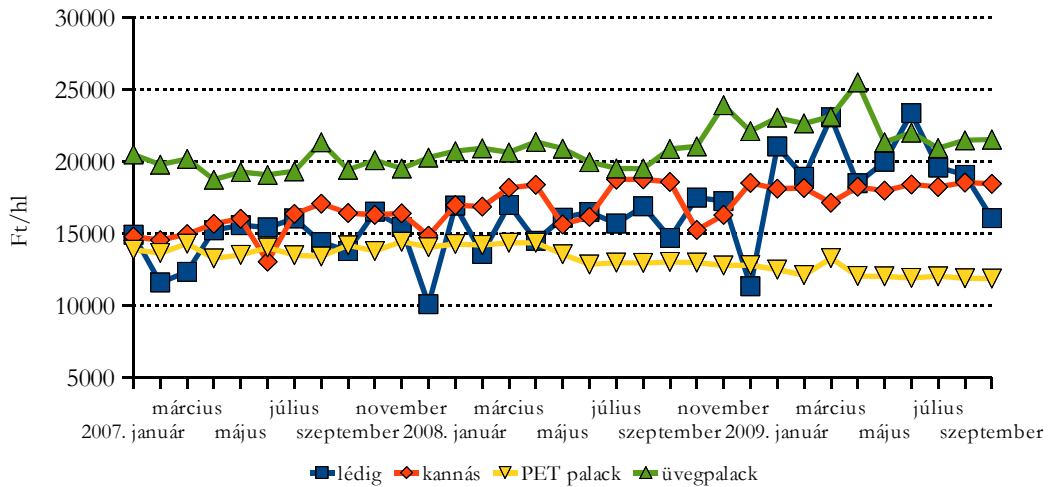 30000
25000
20000
15000
10000
5000
Ft/hl
március július november március július november március július
2007. január május szeptember 2008. január május szeptember 2009. január május szeptember
lédig kannás PET palack üvegpalack